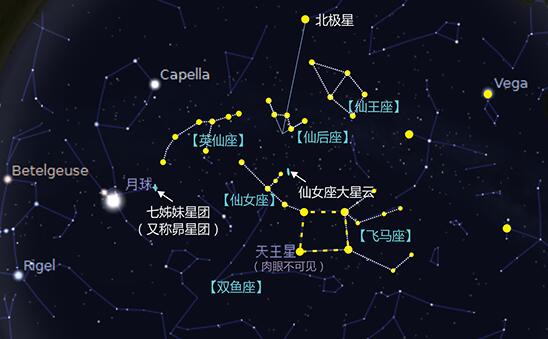 北极星
Capella
Vega
【仙王座】
【英仙座】
【仙后座】
Betelgeuse
月球
七姊妹星团
（又称昴星团）
【仙女座】
仙女座大星云
【飞马座】
天王星
（肉眼不可见）
Rigel
【双鱼座】